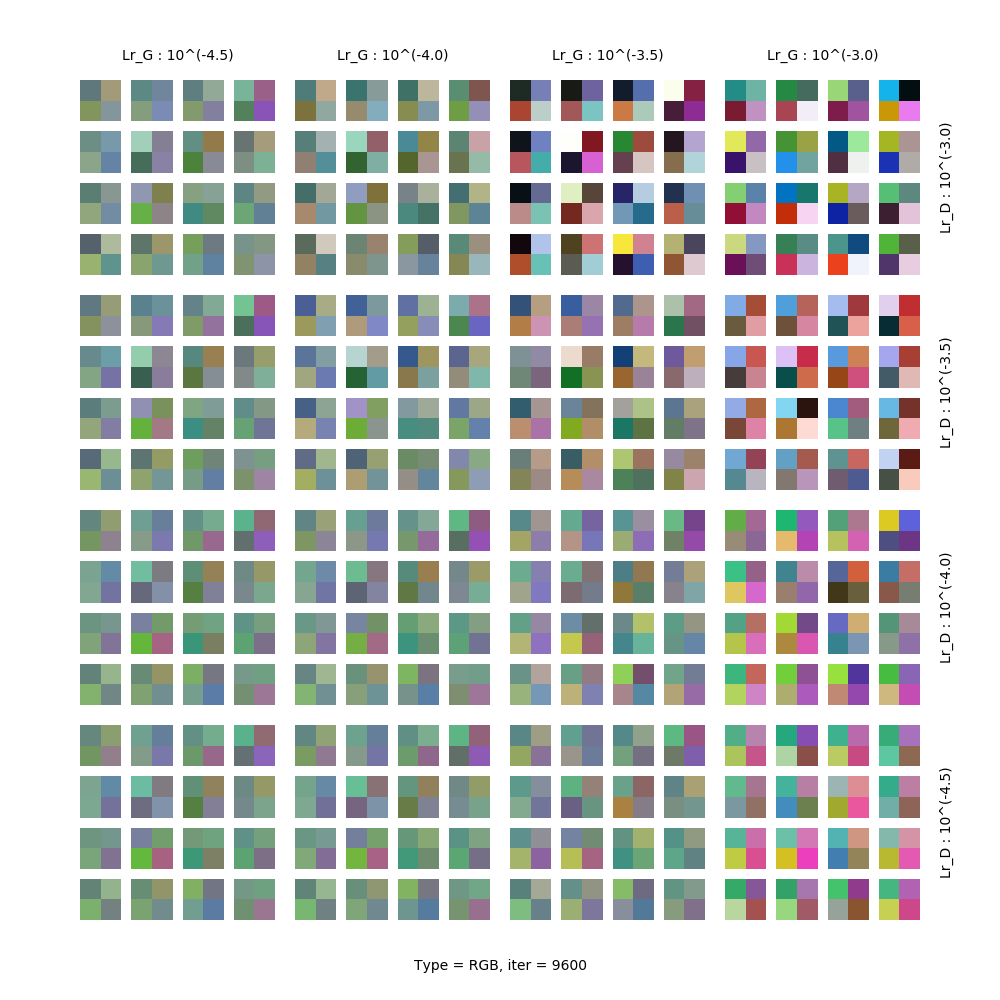 Lr_G : 10^(-4.5)
Lr_G : 10^(-4.0)
Lr_G : 10^(-3.5)
Lr_G : 10^(-3.0)
Lr_D : 10^(-3.0)
Lr_D : 10^(-3.5)
Lr_D : 10^(-4.0)
Lr_D : 10^(-4.5)
Type = RGB, iter = 9600